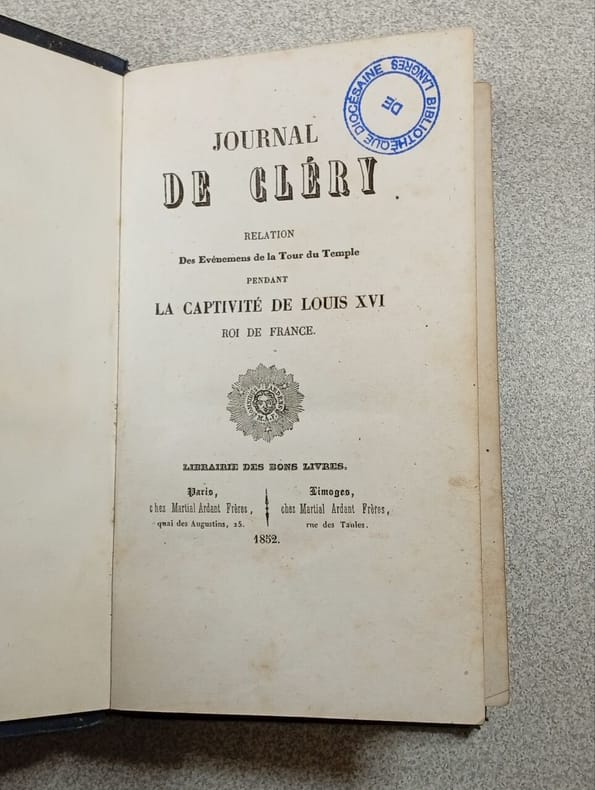 BIBLIOTHÈQUE DIOCÉSAINE
DE
LANGRES
JOURNAL
DE CLÉRY
RELATION
Des Evénemens de la Tour du Temple
PENDANT
LA CAPTIVITÉ DE LOUIS XVI
ROI DE FRANCE.
LIBRAIRIE DES BONS LIVRES.
Paris,
chez Martial Ardant Frères,
quai des Augustins, 25.
Limoges,
chez Martial Ardant Frères,
rue des Taules.
1852.